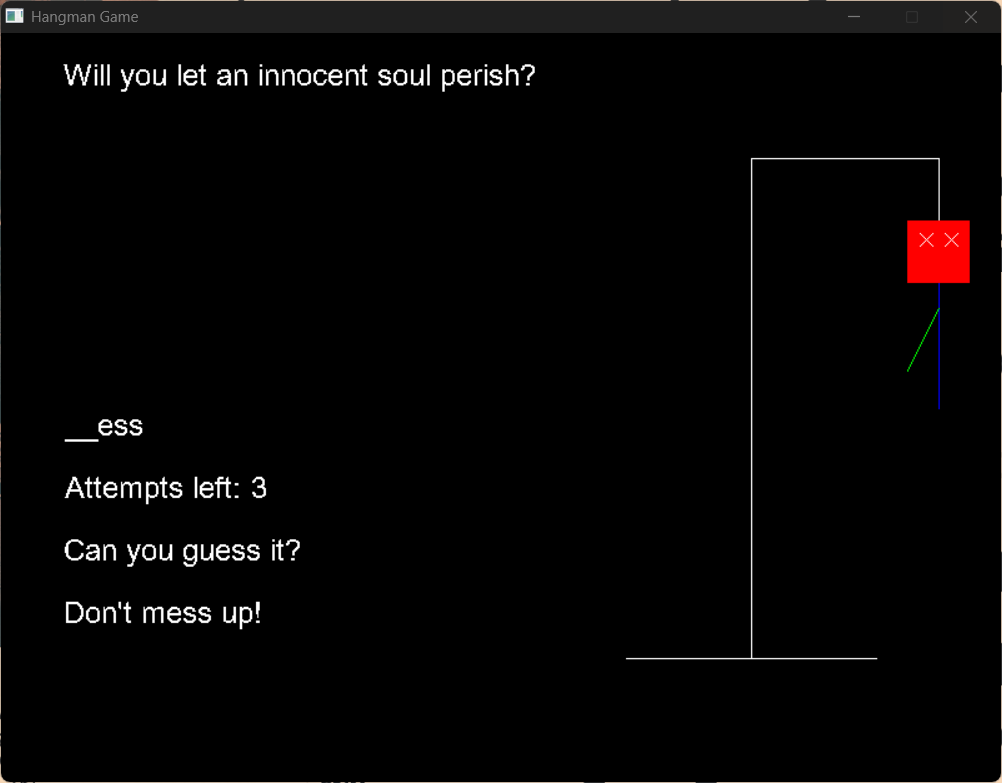 Hangman Game
Will you let an innocent soul perish?
__ess
Attempts left: 3
Can you guess it?
Don't mess up!